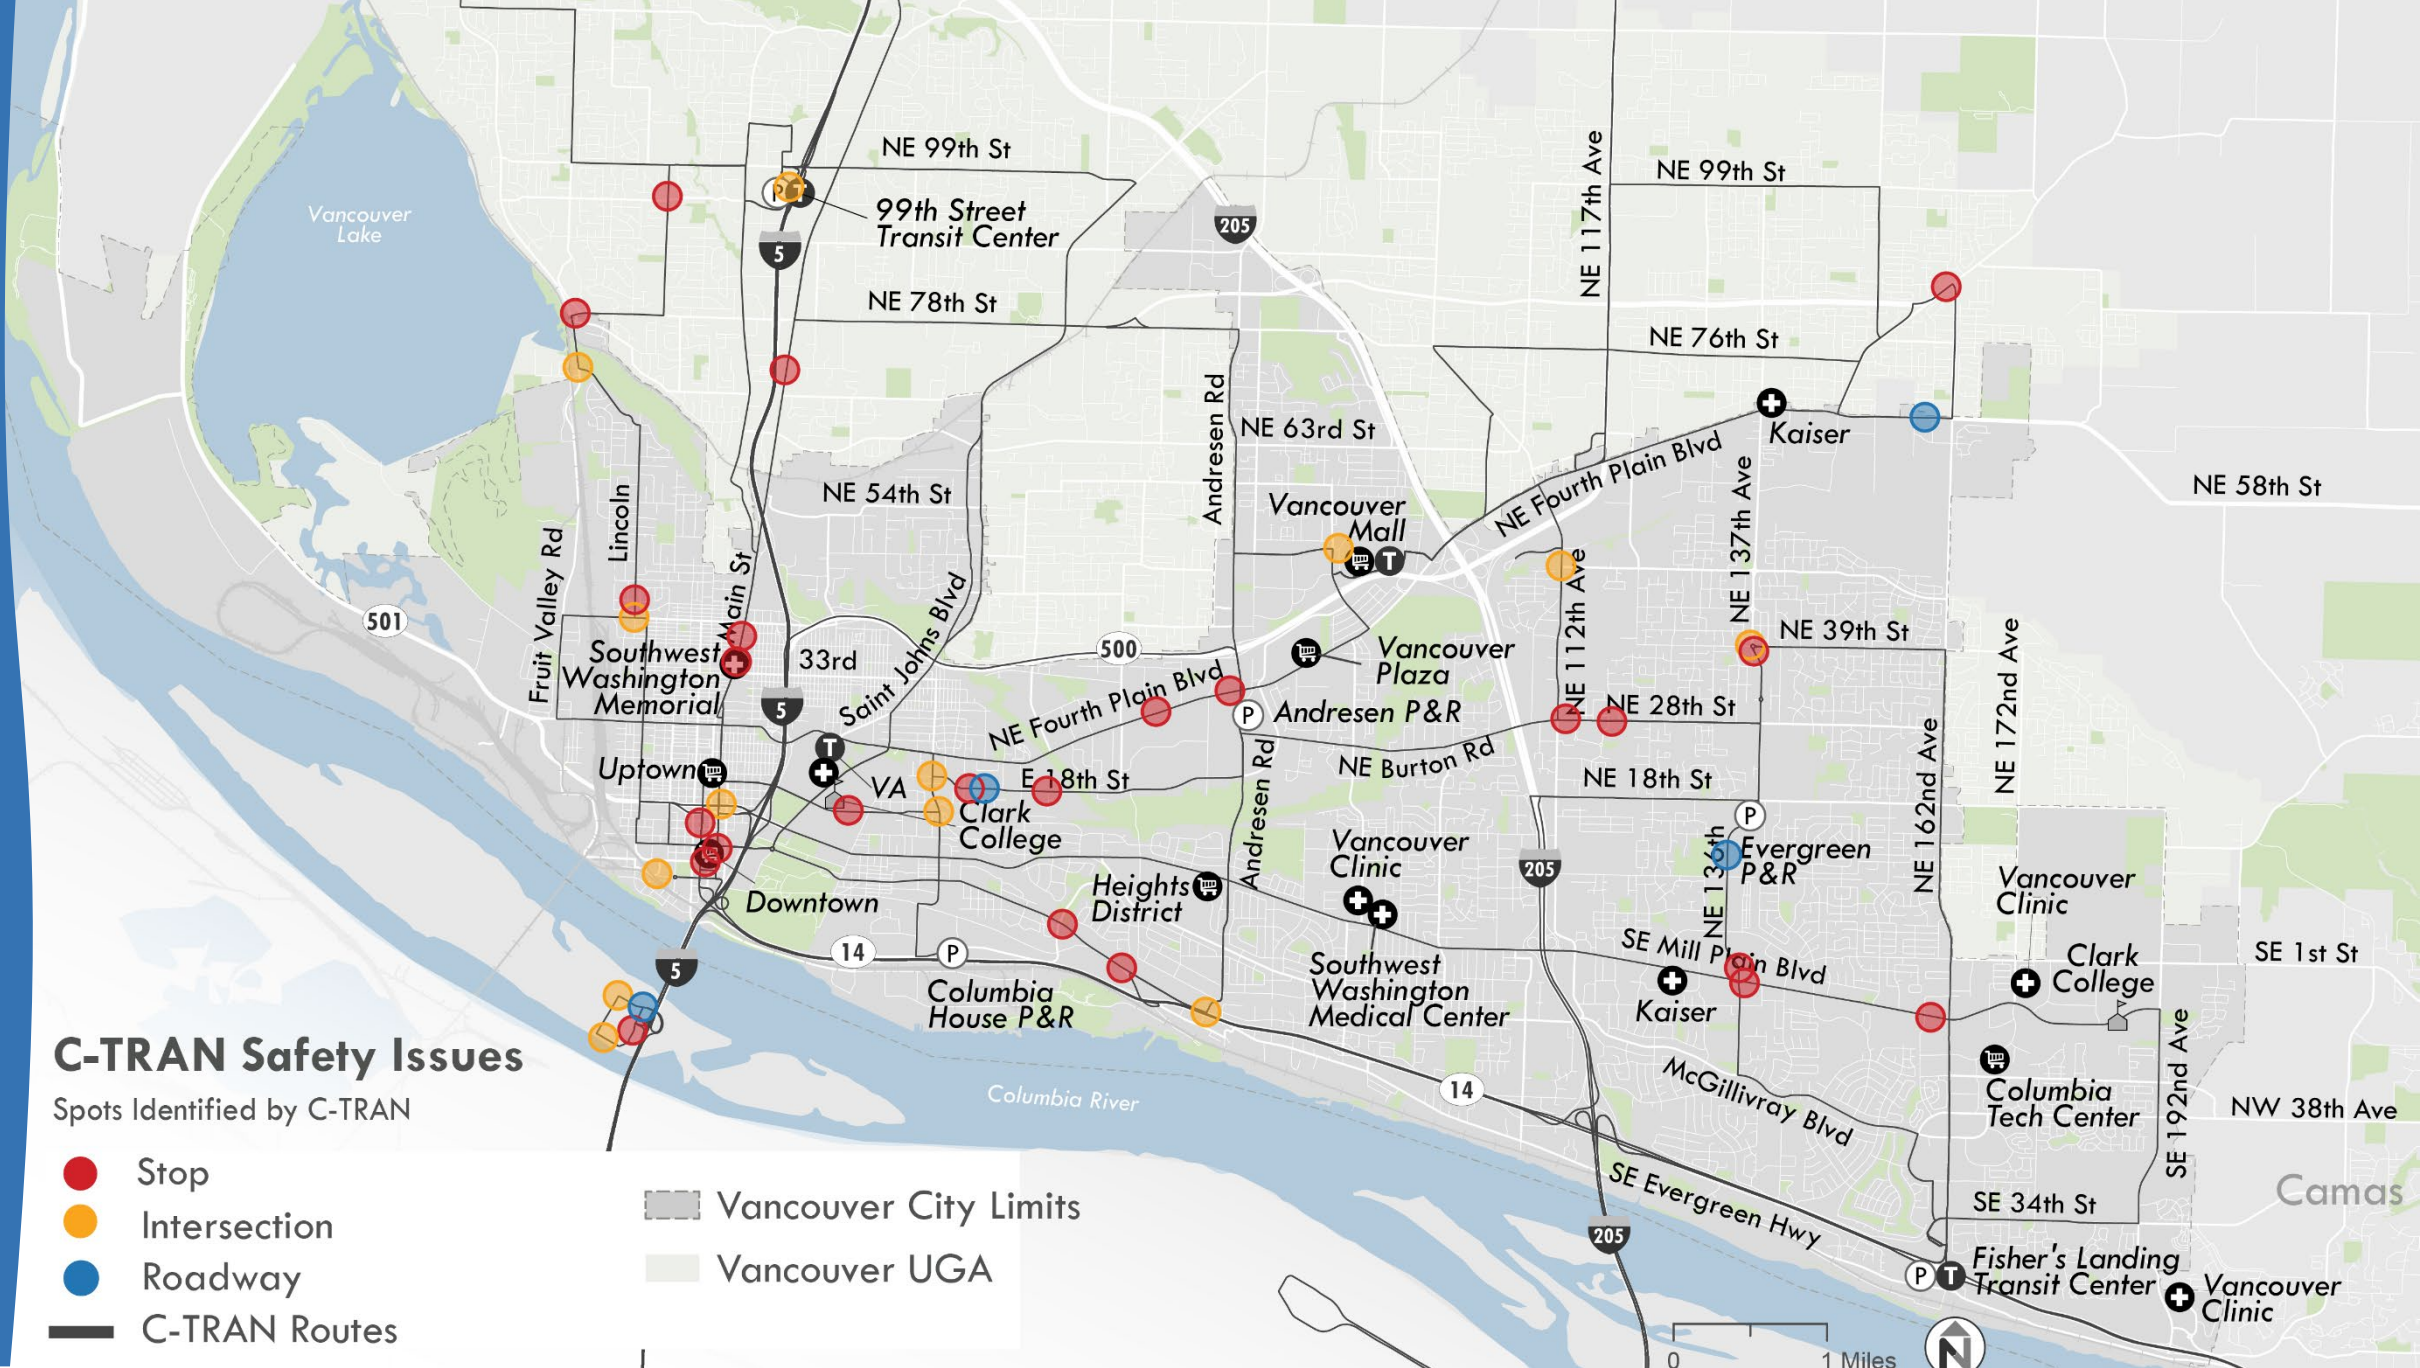 NE 99th St
NE 117th Ave
NE 99th St
Vancouver
Lake
P
T
99th Street
Transit Center
205
5
NE 78th St
NE 76th St
Andresen Rd
NE 63rd St
Kaiser
NE Fourth Plain Blvd
NE 137th Ave
NE 58th St
NE 54th St
Lincoln
Fruit Valley Rd
Vancouver
Mall
T
NE 112th Ave
Main St
Saint Johns Blvd
501
500
33rd
Southwest
Washington
Memorial
Vancouver
Plaza
NE 39th St
NE 172nd Ave
5
NE Fourth Plain Blvd
P
Andresen P&R
NE 28th St
NE Burton Rd
T
Uptown
VA
E 18th St
NE 18th St
NE 162nd Ave
Clark
College
Andresen Rd
P
Evergreen
P&R
NE 136th
205
Vancouver
Clinic
Heights
District
Downtown
Vancouver
Clinic
14
P
5
Columbia
House P&R
Southwest
Washington
Medical Center
SE Mill Plain Blvd
Kaiser
Clark
College
SE 1st St
Columbia
Tech Center
SE 192nd Ave
NW 38th Ave
14
McGillivray Blvd
Columbia River
SE Evergreen Hwy
SE 34th St
Camas
205
P
T
Fisher's Landing
Transit Center
Vancouver
Clinic
C-TRAN Safety Issues
Spots Identified by C-TRAN
Stop
Intersection
Roadway
C-TRAN Routes
Vancouver City Limits
Vancouver UGA
0
1 Miles
N